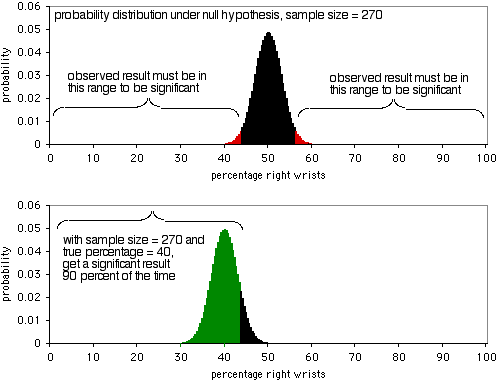 0.06
probability distribution under null hypothesis, sample size = 270
0.05
0.04
observed result must be in
this range to be significant
observed result must be in
this range to be significant
0.03
0.02
0.01
0
probability
0 10 20 30 40 50 60 70 80 90 100
percentage right wrists
0.06
0.05
with sample size = 270 and
true percentage = 40,
get a significant result
90 percent of the time
0.04
0.03
0.02
0.01
0
probability
0 10 20 30 40 50 60 70 80 90 100
percentage right wrists